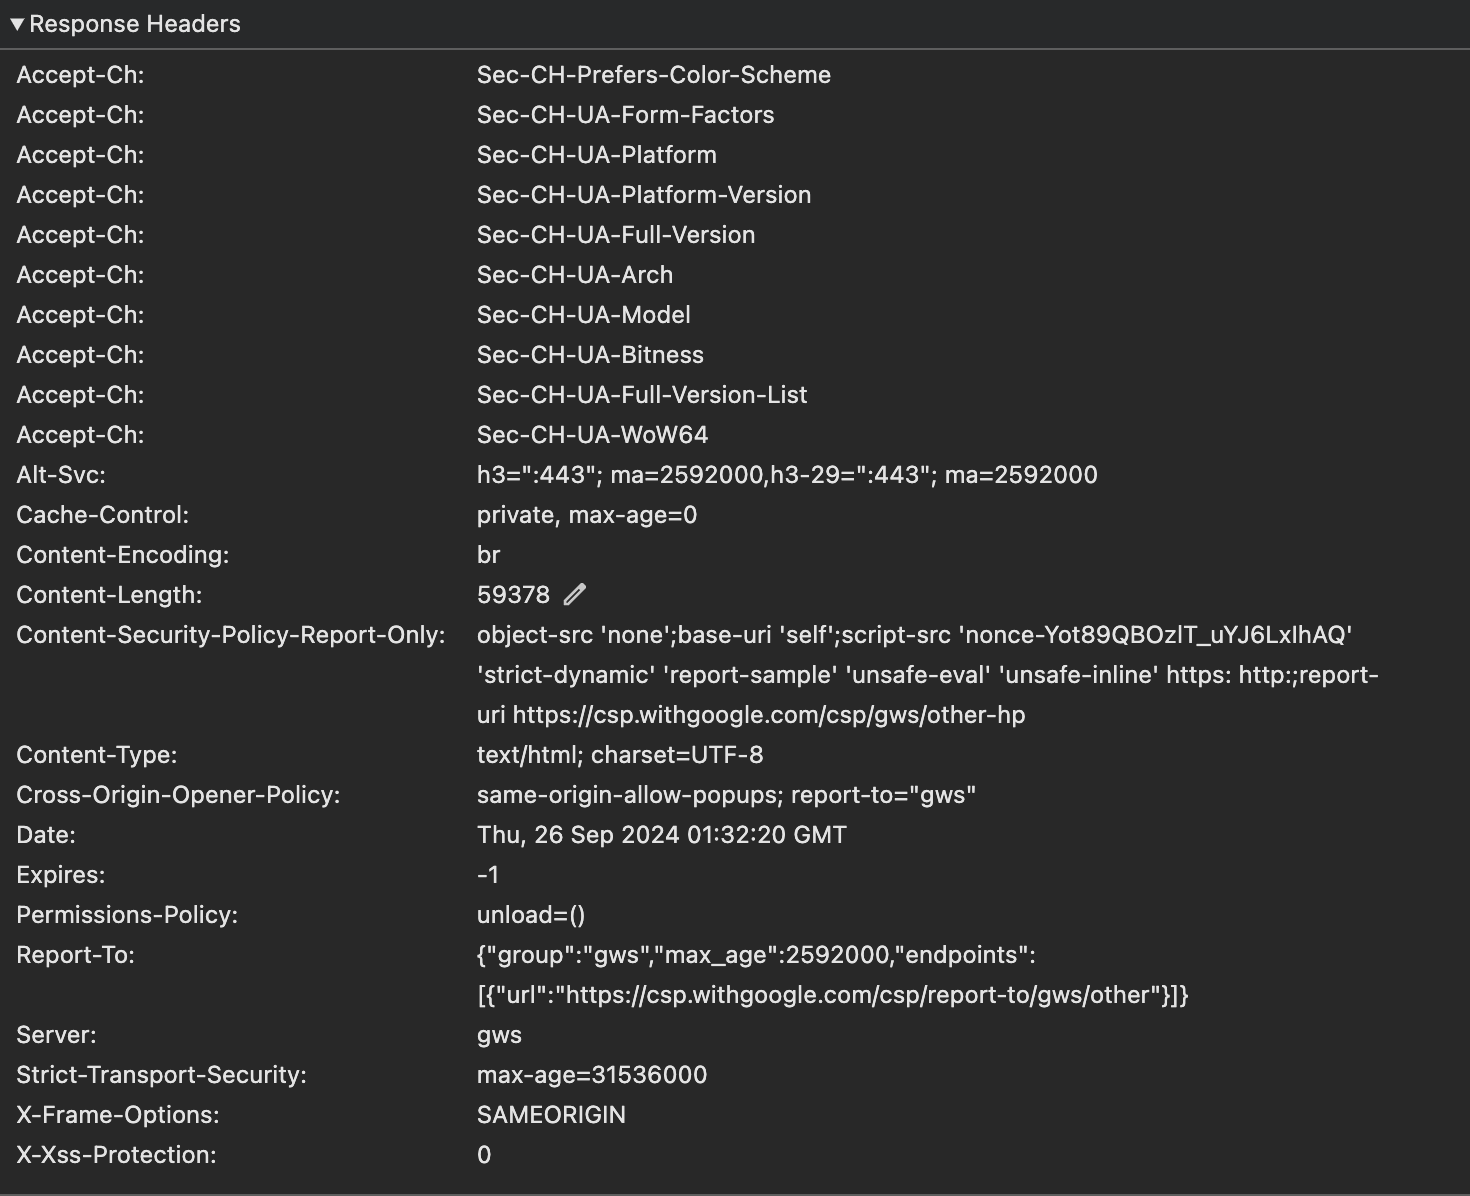 Response Headers
Accept-Ch: Sec-CH-Prefers-Color-Scheme
Accept-Ch: Sec-CH-UA-Form-Factors
Accept-Ch: Sec-CH-UA-Platform
Accept-Ch: Sec-CH-UA-Platform-Version
Accept-Ch: Sec-CH-UA-Full-Version
Accept-Ch: Sec-CH-UA-Arch
Accept-Ch: Sec-CH-UA-Model
Accept-Ch: Sec-CH-UA-Bitness
Accept-Ch: Sec-CH-UA-Full-Version-List
Accept-Ch: Sec-CH-UA-WoW64
Alt-Svc: h3=":443"; ma=2592000,h3-29=":443"; ma=2592000
Cache-Control: private, max-age=0
Content-Encoding: br
Content-Length: 59378
Content-Security-Policy-Report-Only: object-src 'none';base-uri 'self';script-src 'nonce-Yot89QBOzlT_uYJ6LxIhAQ'
'strict-dynamic' 'report-sample' 'unsafe-eval' 'unsafe-inline' https: http:;report-
uri https://csp.withgoogle.com/csp/gws/other-hp
Content-Type: text/html; charset=UTF-8
Cross-Origin-Opener-Policy: same-origin-allow-popups; report-to="gws"
Date: Thu, 26 Sep 2024 01:32:20 GMT
Expires: -1
Permissions-Policy: unload=()
Report-To: {"group":"gws","max_age":2592000,"endpoints":
[{"url":"https://csp.withgoogle.com/csp/report-to/gws/other"}]}
Server: gws
Strict-Transport-Security: max-age=31536000
X-Frame-Options: SAMEORIGIN
X-Xss-Protection: 0